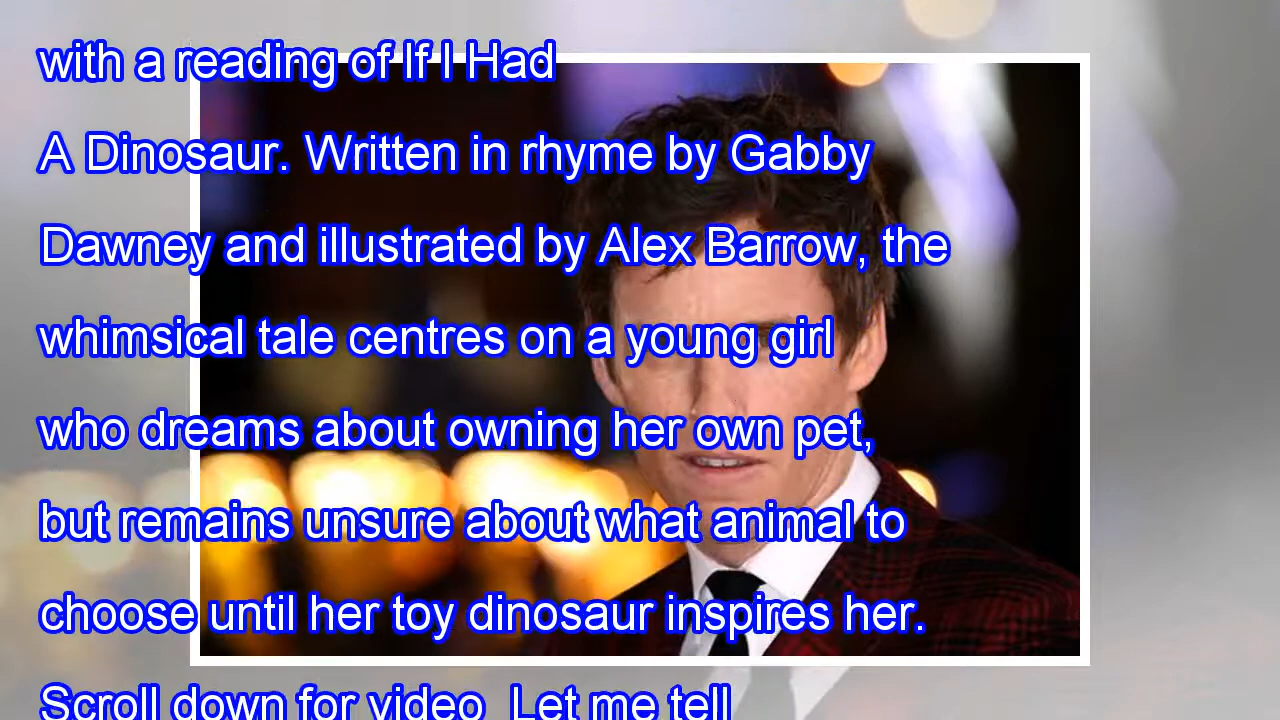 with a reading of If I Had
A Dinosaur. Written in rhyme by Gabby
Dawney and illustrated by Alex Barrow, the
whimsical tale centres on a young girl
who dreams about owning her own pet,
but remains unsure about what animal to
choose until her toy dinosaur inspires her.
Scroll down for video  Let me tell